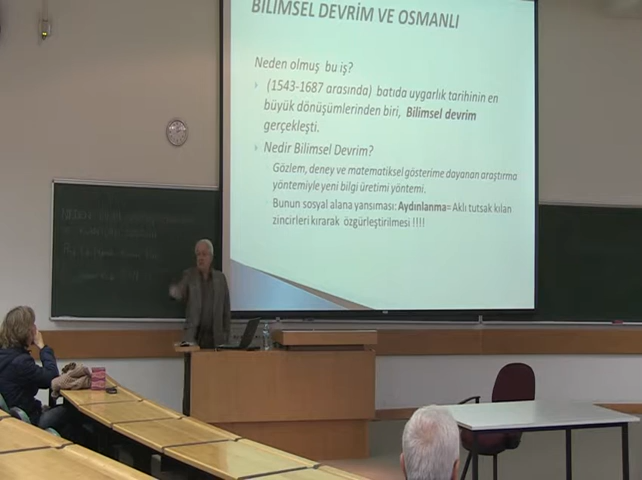 BİLİMSEL DEVRİM VE OSMANLI
Neden olmuş bu iş?
(1543-1687 arasında) batıda uygarlık tarihinin en
büyük dönüşümlerinden biri, Bilimsel devrim
gerçekleşti.
Nedir Bilimsel Devrim?
Gözlem, deney ve matematiksel gösterime dayanan araştırma
yöntemiyle yeni bilgi üretimi yöntemi.
Bunun sosyal alana yansıması: Aydınlanma= Aklı tutsak kılan
zincirleri kırarak özgürleştirilmesi !!!!